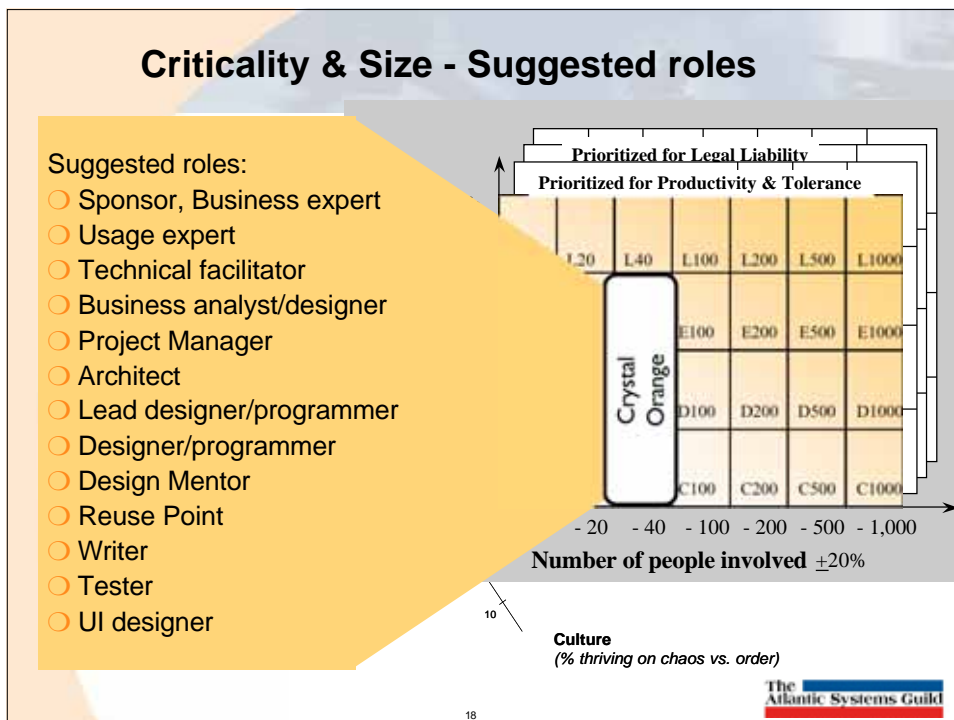 Criticality & Size - Suggested roles
Suggested roles:
❍ Sponsor, Business expert
❍ Usage expert
❍ Technical facilitator
❍ Business analyst/designer
❍ Project Manager
❍ Architect
❍ Lead designer/programmer
❍ Designer/programmer
❍ Design Mentor
❍ Reuse Point
❍ Writer
❍ Tester
❍ UI designer
Prioritized for Legal Liability
Prioritized for Productivity & Tolerance
L20 L40 L100 L200 L500 L1000
E100 E200 E500 E1000
Crystal
Orange
D100 D200 D500 D1000
C100 C200 C500 C1000
- 20 - 40 - 100 - 200 - 500 - 1,000
Number of people involved ±20%
10
Culture
(% thriving on chaos vs. order)
The
Atlantic Systems Guild
18